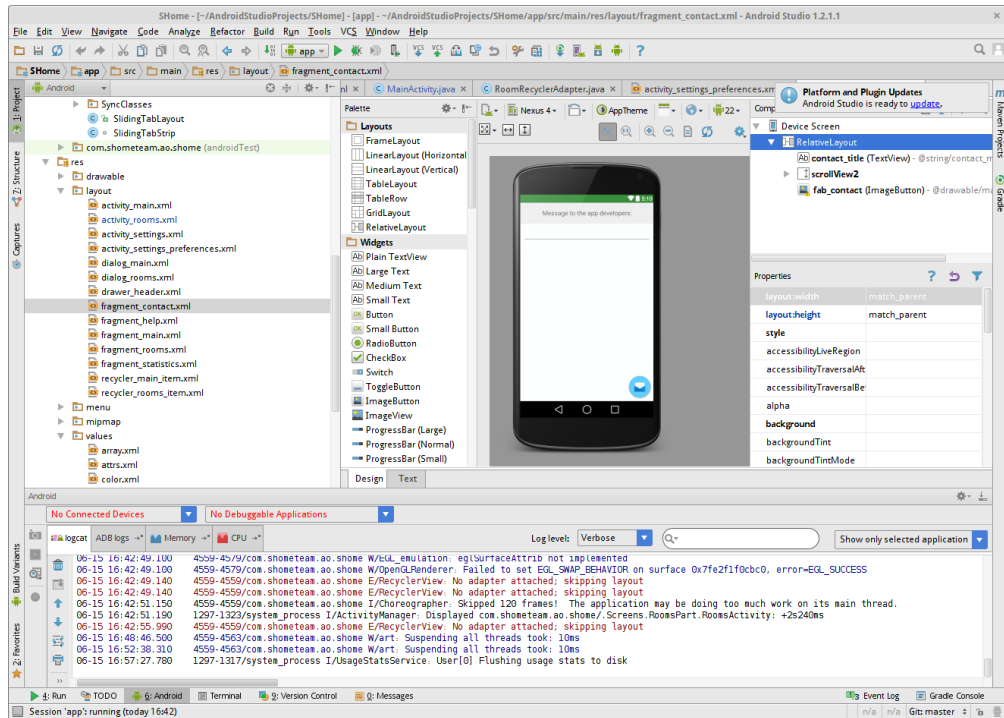 SHome - [~/AndroidStudioProjects/SHome] - [app] - ~/AndroidStudioProjects/SHome/app/src/main/res/layout/fragment_contact.xml - Android Studio 1.2.1.1
File Edit View Navigate Code Analyze Refactor Build Run Tools VCS Window Help
app
SHome app src main res layout fragment_contact.xml
Android
nl MainActivity.java RoomRecyclerAdapter.java activity_settings_preferences.xm
Platform and Plugin Updates
Android Studio is ready to update.
1: Project
Z: Structure
Captures
Build Variants
2: Favorites
Maven Projects
Gradle
SyncClasses
SlidingTabLayout
SlidingTabStrip
com.shometeam.ao.shome (androidTest)
res
drawable
layout
activity_main.xml
activity_rooms.xml
activity_settings.xml
activity_settings_preferences.xml
dialog_main.xml
dialog_rooms.xml
drawer_header.xml
fragment_contact.xml
fragment_help.xml
fragment_main.xml
fragment_rooms.xml
fragment_statistics.xml
recycler_main_item.xml
recycler_rooms_item.xml
menu
mipmap
values
array.xml
attrs.xml
color.xml
Palette
Layouts
FrameLayout
LinearLayout (Horizontal
LinearLayout (Vertical)
TableLayout
TableRow
GridLayout
RelativeLayout
Widgets
Plain TextView
Large Text
Medium Text
Small Text
Button
Small Button
RadioButton
CheckBox
Switch
ToggleButton
ImageButton
ImageView
ProgressBar (Large)
ProgressBar (Normal)
ProgressBar (Small)
Design Text
Nexus 4 AppTheme 22
5:10
Message to the app developers:
Comp
Device Screen
RelativeLayout
contact_title (TextView) - @string/contact_m
scrollView2
fab_contact (ImageButton) - @drawable/ma
Properties
layout:width match_parent
layout:height match_parent
style
accessibilityLiveRegion
accessibilityTraversalAft
accessibilityTraversalBe
alpha
background
backgroundTint
backgroundTintMode
Android
No Connected Devices No Debuggable Applications
logcat ADB logs Memory CPU Log level: Verbose Show only selected application
06-15 16:42:49.100 4559-4579/com.shometeam.ao.shome W/EGL_emulation: eglSurfaceAttrib not implemented
06-15 16:42:49.100 4559-4579/com.shometeam.ao.shome W/OpenGLRenderer: Failed to set EGL_SWAP_BEHAVIOR on surface 0x7fe2f1f0cbc0, error=EGL_SUCCESS
06-15 16:42:49.140 4559-4559/com.shometeam.ao.shome E/RecyclerView: No adapter attached; skipping layout
06-15 16:42:49.140 4559-4559/com.shometeam.ao.shome E/RecyclerView: No adapter attached; skipping layout
06-15 16:42:51.150 4559-4559/com.shometeam.ao.shome I/Choreographer: Skipped 120 frames! The application may be doing too much work on its main thread.
06-15 16:42:51.190 1297-1323/system_process I/ActivityManager: Displayed com.shometeam.ao.shome/.Screens.RoomsPart.RoomsActivity: +2s240ms
06-15 16:42:55.990 4559-4559/com.shometeam.ao.shome E/RecyclerView: No adapter attached; skipping layout
06-15 16:48:46.500 4559-4563/com.shometeam.ao.shome W/art: Suspending all threads took: 10ms
06-15 16:52:38.310 4559-4563/com.shometeam.ao.shome W/art: Suspending all threads took: 10ms
06-15 16:57:27.780 1297-1317/system_process I/UsageStatsService: User[0] Flushing usage stats to disk
4: Run TODO 6: Android Terminal 9: Version Control 0: Messages 3 Event Log Gradle Console
Session 'app': running (today 16:42) n/a n/a Git: master